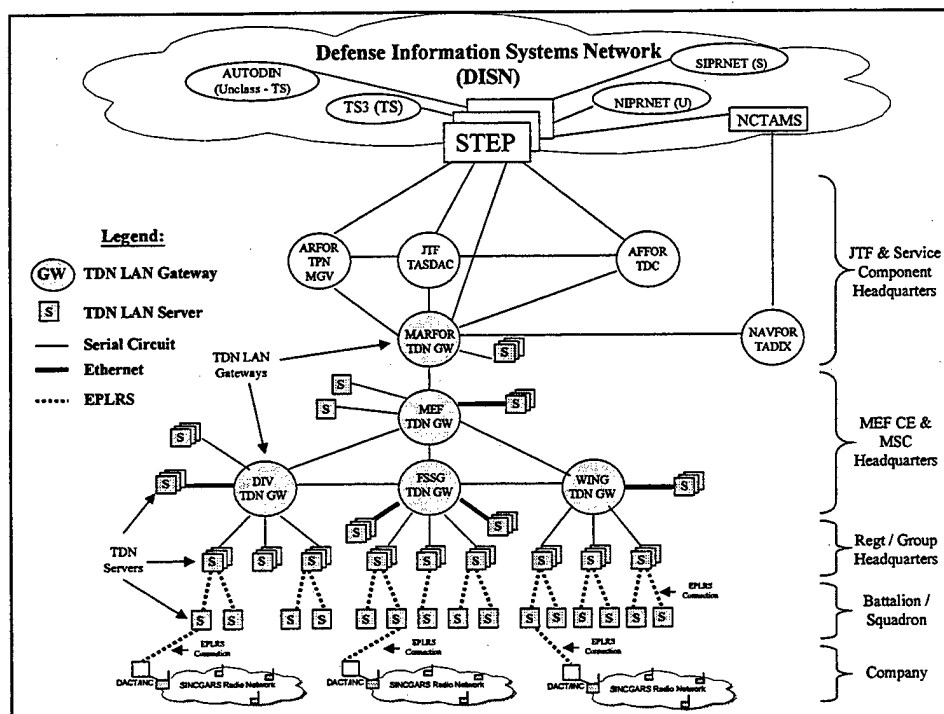 Defense Information Systems Network
(DISN)
AUTODIN
(Unclass - TS)
SIPRNET (S)
TS3 (TS)
NIPRNET (U)
NCTAMS
STEP
Legend:
GW TDN LAN Gateway
S TDN LAN Server
Serial Circuit
Ethernet
EPLRS
ARFOR
TPN
MGV
JTF
TASDAC
AFFOR
TDC
JTF & Service
Component
Headquarters
MARFOR
TDN GW
NAVFOR
TADIX
S
TDN LAN
Gateways
S
S
MEF
TDN GW
S
MEF CE &
MSC
Headquarters
S
S
DIV
TDN GW
FSSG
TDN GW
WING
TDN GW
S
S
S
TDN
Servers
S
S
S
S
S
S
S
S
S
Regt / Group
Headquarters
EPLRS
Connection
S
S
S
S
S
S
S
S
S
S
S
S
S
S
Battalion /
Squadron
EPLRS
Connection
EPLRS
Connection
EPLRS
Connection
DACT/INC
SINCGARS Radio Network
DACT/INC
SINCGARS Radio Network
DACT/INC
SINCGARS Radio Network
Company